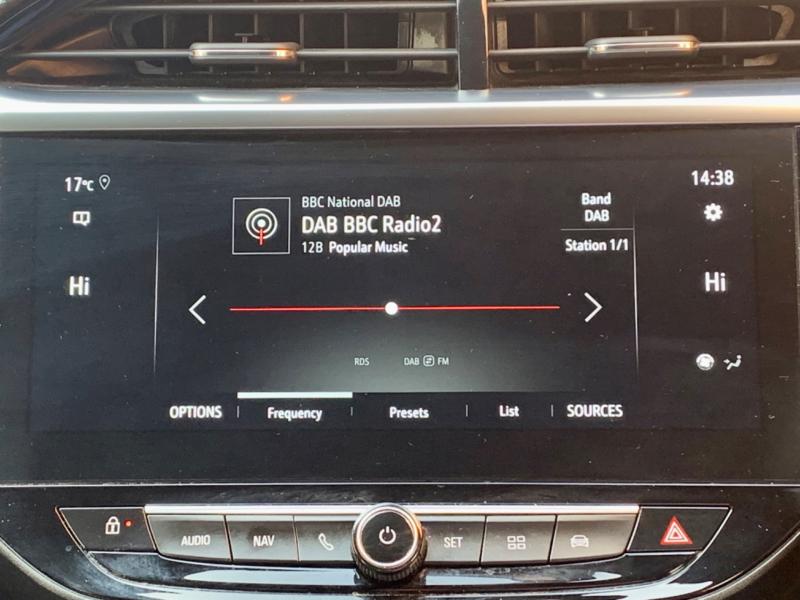 17°C
14:38
BBC National DAB
DAB BBC Radio2
12B Popular Music
Band
DAB
Station 1/1
Hi
Hi
RDS
DAB FM
OPTIONS
Frequency
Presets
List
SOURCES
AUDIO
NAV
SET